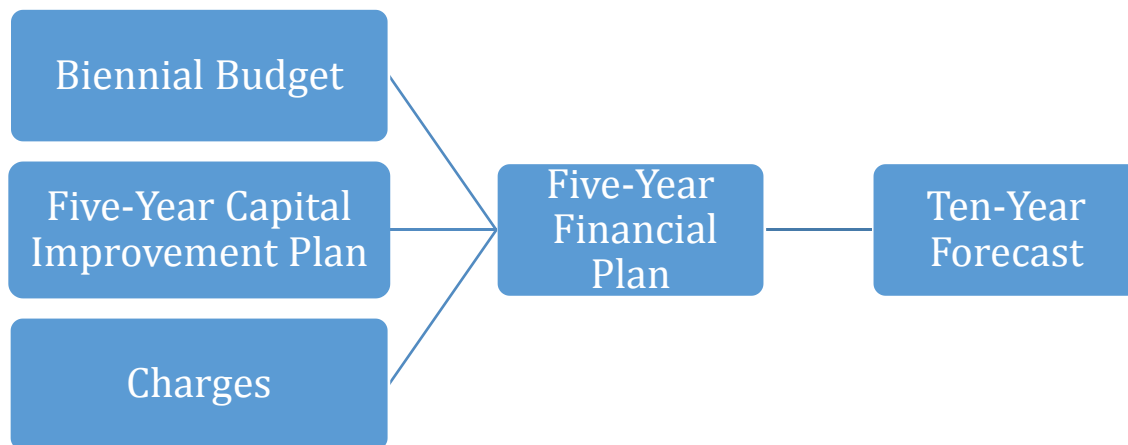 Biennial Budget
Five-Year Capital
Improvement Plan
Charges
Five-Year
Financial
Plan
Ten-Year
Forecast